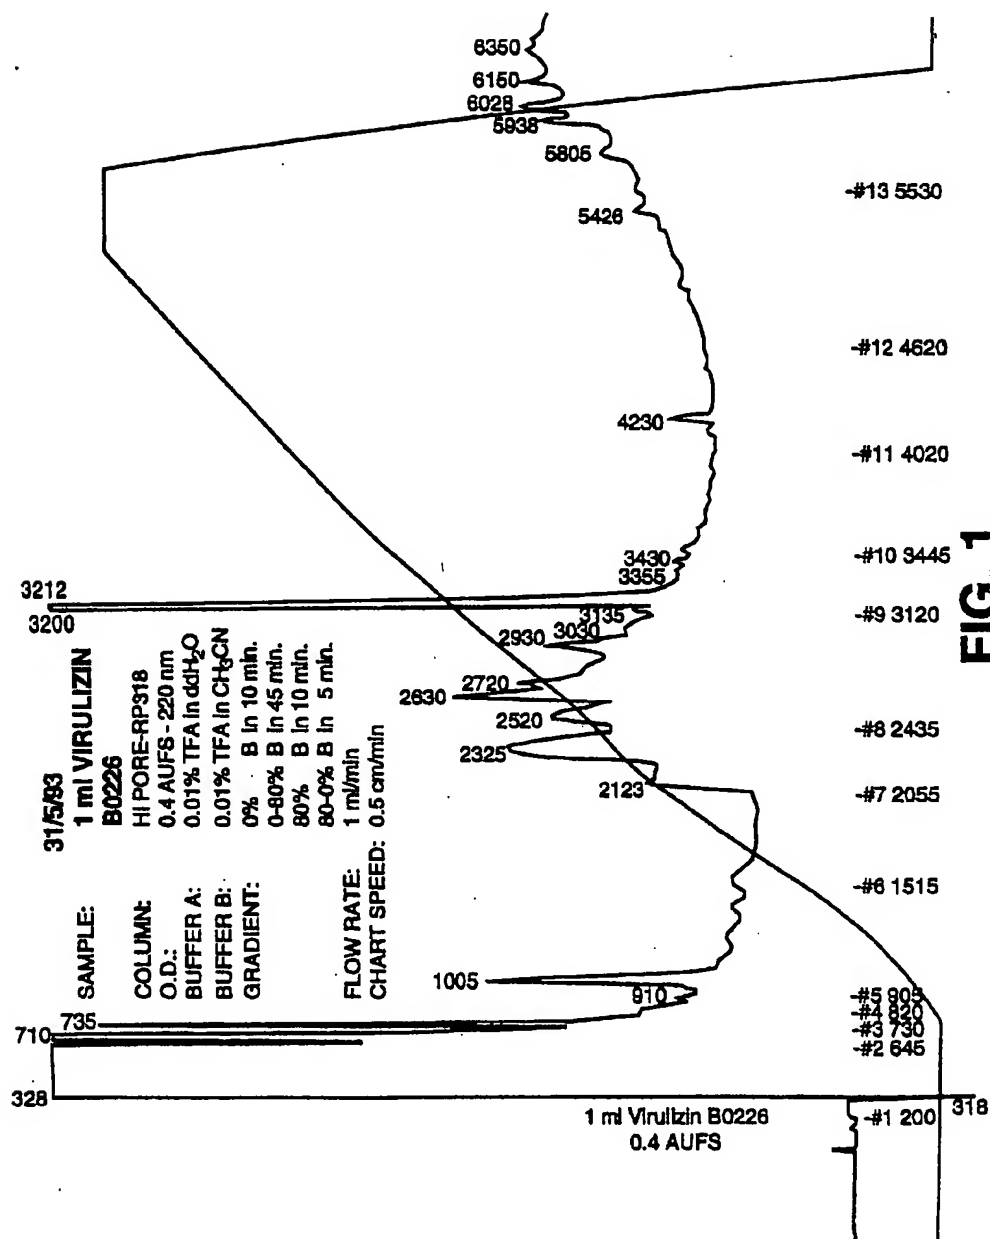 6350
6150
6028
5938
5805
5426
4230
3430
3355
3212
3200
3135
3030
2930
2720
2630
2520
2325
2123
1005
910
735
710
328
318
-#13 5530
-#12 4620
-#11 4020
-#10 3445
-#9 3120
-#8 2435
-#7 2055
-#6 1515
-#5 905
-#4 820
-#3 730
-#2 645
-#1 200
31/5/93
SAMPLE: 1 ml VIRULIZIN
B0226
COLUMN: HI PORE-RP318
O.D.: 0.4 AUFS - 220 nm
BUFFER A: 0.01% TFA in ddH₂O
BUFFER B: 0.01% TFA in CH₃CN
GRADIENT: 0% B in 10 min.
0-80% B in 45 min.
80% B in 10 min.
80-0% B in 5 min.
FLOW RATE: 1 ml/min
CHART SPEED: 0.5 cm/min
1 ml Virulizin B0226
0.4 AUFS
FIG. 1